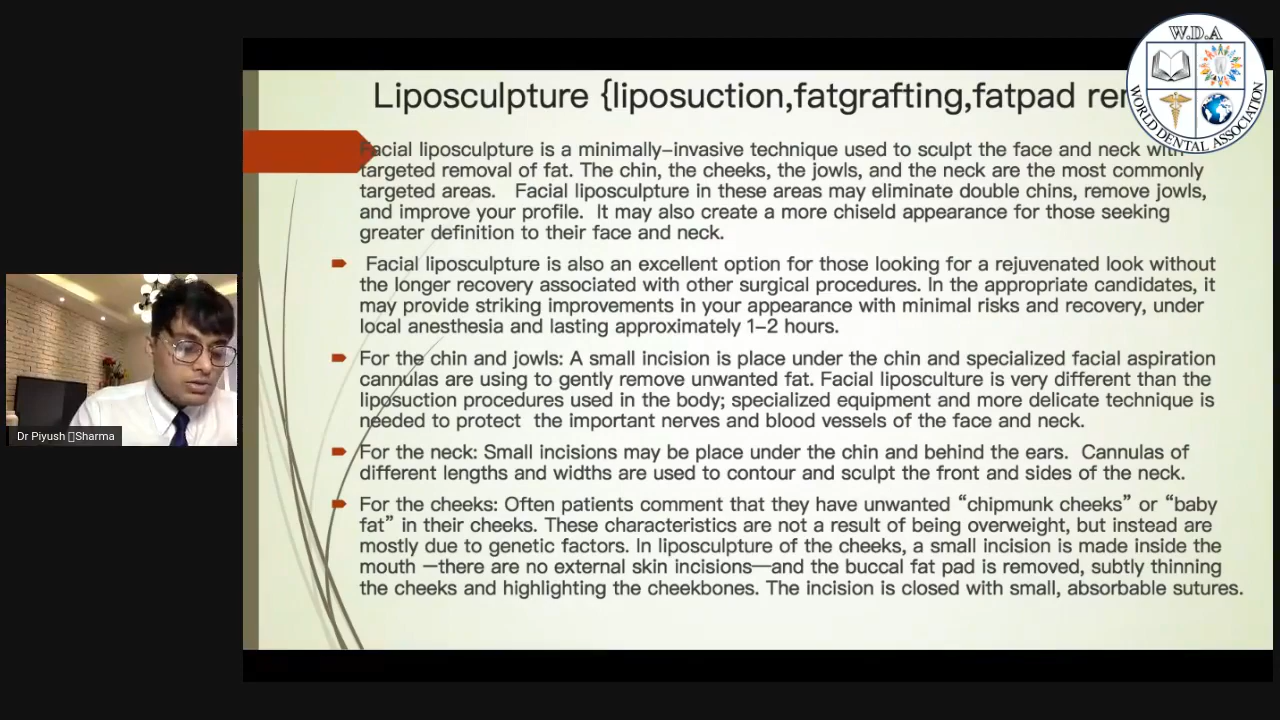 W.D.A
WORLD DENTAL ASSOCIATION
Liposculpture {liposuction,fatgrafting,fatpad
Facial liposculpture is a minimally-invasive technique used to sculpt the face and neck with
targeted removal of fat. The chin, the cheeks, the jowls, and the neck are the most commonly
targeted areas. Facial liposculpture in these areas may eliminate double chins, remove jowls,
and improve your profile. It may also create a more chiseld appearance for those seeking
greater definition to their face and neck.
Facial liposculpture is also an excellent option for those looking for a rejuvenated look without
the longer recovery associated with other surgical procedures. In the appropriate candidates, it
may provide striking improvements in your appearance with minimal risks and recovery, under
local anesthesia and lasting approximately 1-2 hours.
For the chin and jowls: A small incision is place under the chin and specialized facial aspiration
cannulas are using to gently remove unwanted fat. Facial liposculture is very different than the
liposuction procedures used in the body; specialized equipment and more delicate technique is
needed to protect the important nerves and blood vessels of the face and neck.
For the neck: Small incisions may be place under the chin and behind the ears. Cannulas of
different lengths and widths are used to contour and sculpt the front and sides of the neck.
For the cheeks: Often patients comment that they have unwanted “chipmunk cheeks” or “baby
fat” in their cheeks. These characteristics are not a result of being overweight, but instead are
mostly due to genetic factors. In liposculpture of the cheeks, a small incision is made inside the
mouth —there are no external skin incisions—and the buccal fat pad is removed, subtly thinning
the cheeks and highlighting the cheekbones. The incision is closed with small, absorbable sutures.
Dr Piyush Sharma